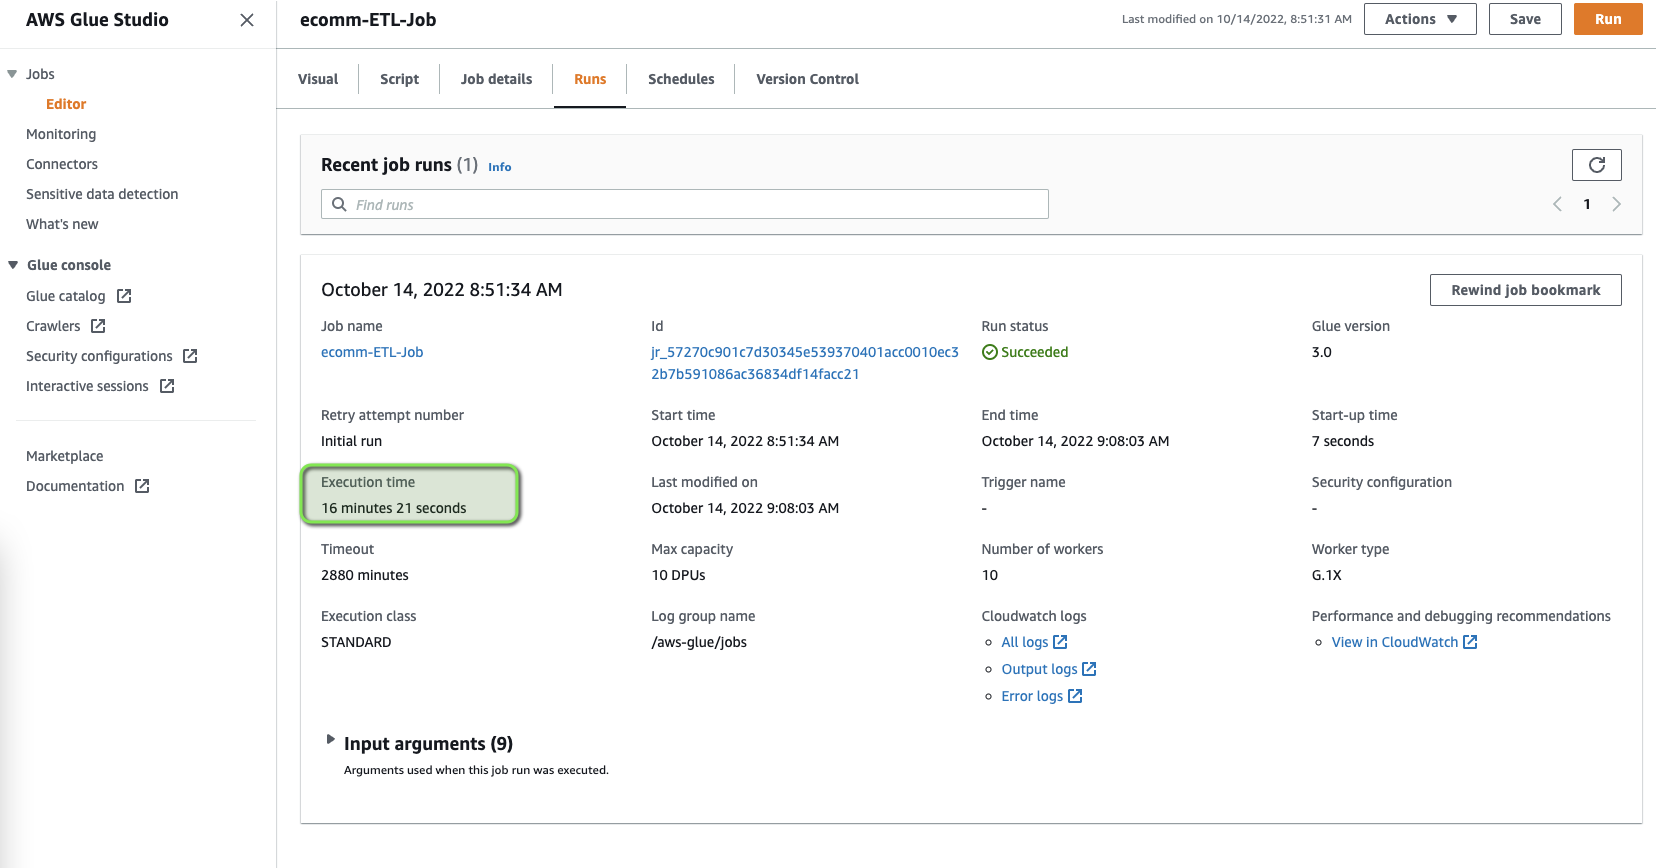 AWS Glue Studio
Jobs
Editor
Monitoring
Connectors
Sensitive data detection
What's new
Glue console
Glue catalog
Crawlers
Security configurations
Interactive sessions
Marketplace
Documentation
ecomm-ETL-Job
Last modified on 10/14/2022, 8:51:31 AM
Actions
Save
Run
Visual
Script
Job details
Runs
Schedules
Version Control
Recent job runs (1) Info
Find runs
1
October 14, 2022 8:51:34 AM
Rewind job bookmark
Job name
ecomm-ETL-Job
Id
jr_57270c901c7d30345e539370401acc0010ec3
2b7b591086ac36834df14facc21
Run status
Succeeded
Glue version
3.0
Retry attempt number
Initial run
Start time
October 14, 2022 8:51:34 AM
End time
October 14, 2022 9:08:03 AM
Start-up time
7 seconds
Execution time
16 minutes 21 seconds
Last modified on
October 14, 2022 9:08:03 AM
Trigger name
-
Security configuration
-
Timeout
2880 minutes
Max capacity
10 DPUs
Number of workers
10
Worker type
G.1X
Execution class
STANDARD
Log group name
/aws-glue/jobs
Cloudwatch logs
All logs
Output logs
Error logs
Performance and debugging recommendations
View in CloudWatch
Input arguments (9)
Arguments used when this job run was executed.